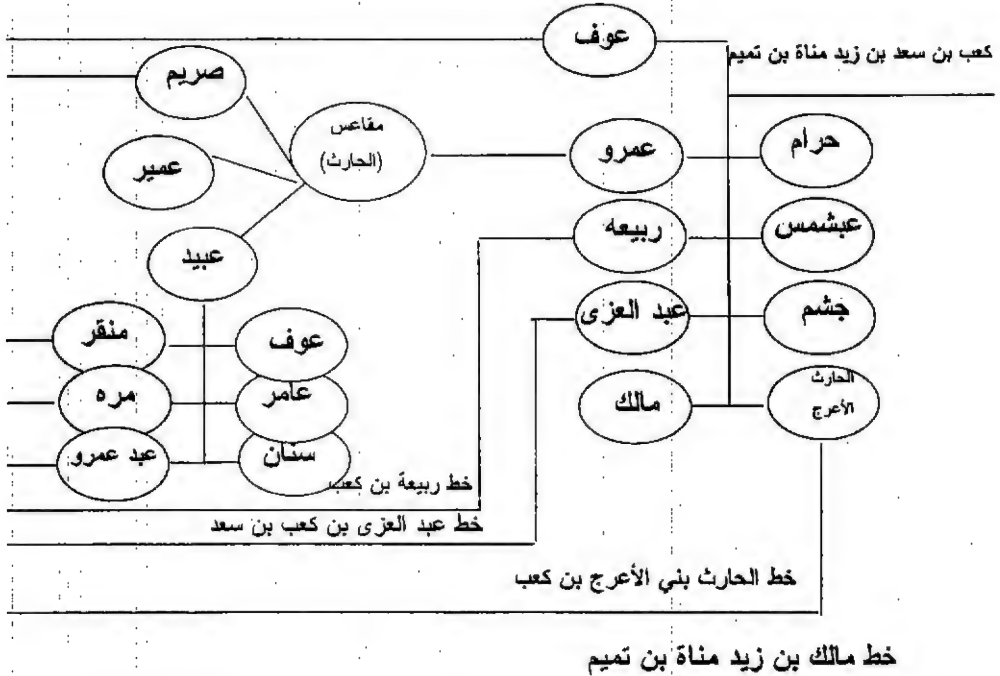 عوف
كعب بن سعد بن زيد مناة بن تميم
صريم
مقاعس
(الحارث)
عمرو
حرام
عمير
ربيعه
عبشمس
عبيد
عبد العزى
جشم
منقر
عوف
مالك
الحارث
الأعرج
مره
عامر
عبد عمرو
سنان
خط ربيعة بن كعب
خط عبد العزى بن كعب بن سعد
خط الحارث بني الأعرج بن كعب
خط مالك بن زيد مناة بن تميم